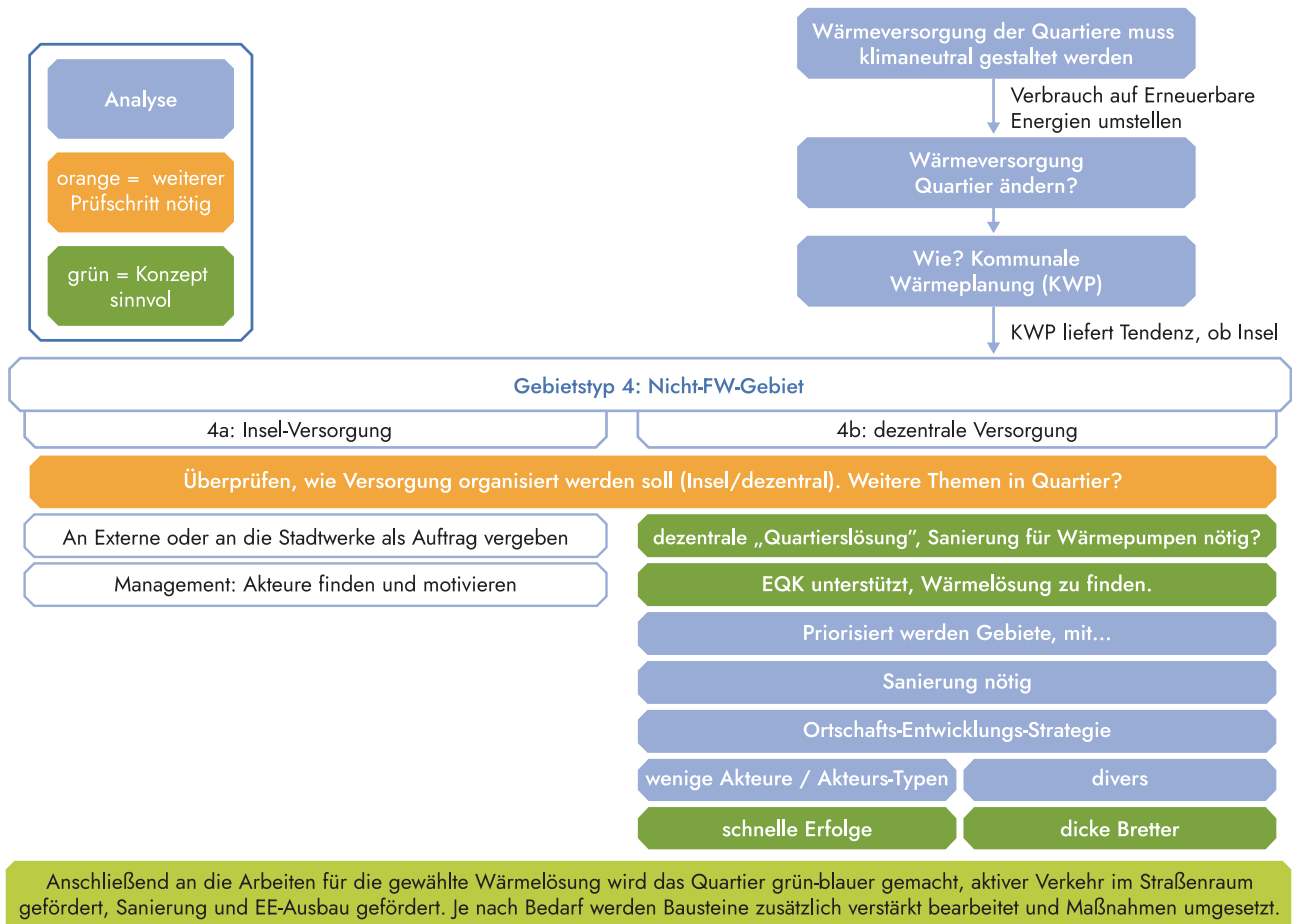 Analyse
orange =  weiterer
Prüfschritt nötig
grün = Konzept
sinnvol
Wärmeversorgung der Quartiere muss
klimaneutral gestaltet werden
Verbrauch auf Erneuerbare
Energien umstellen
Wärmeversorgung
Quartier ändern?
Wie? Kommunale
Wärmeplanung (KWP)
KWP liefert Tendenz, ob Insel
Gebietstyp 4: Nicht-FW-Gebiet
4a: Insel-Versorgung
4b: dezentrale Versorgung
Überprüfen, wie Versorgung organisiert werden soll (Insel/dezentral). Weitere Themen in Quartier?
An Externe oder an die Stadtwerke als Auftrag vergeben
Management: Akteure finden und motivieren
dezentrale „Quartierslösung”, Sanierung für Wärmepumpen nötig?
EQK unterstützt, Wärmelösung zu finden.
Priorisiert werden Gebiete, mit...
Sanierung nötig
Ortschafts-Entwicklungs-Strategie
wenige Akteure / Akteurs-Typen
divers
schnelle Erfolge
dicke Bretter
Anschließend an die Arbeiten für die gewählte Wärmelösung wird das Quartier grün-blauer gemacht, aktiver Verkehr im Straßenraum
gefördert, Sanierung und EE-Ausbau gefördert. Je nach Bedarf werden Bausteine zusätzlich verstärkt bearbeitet und Maßnahmen umgesetzt.